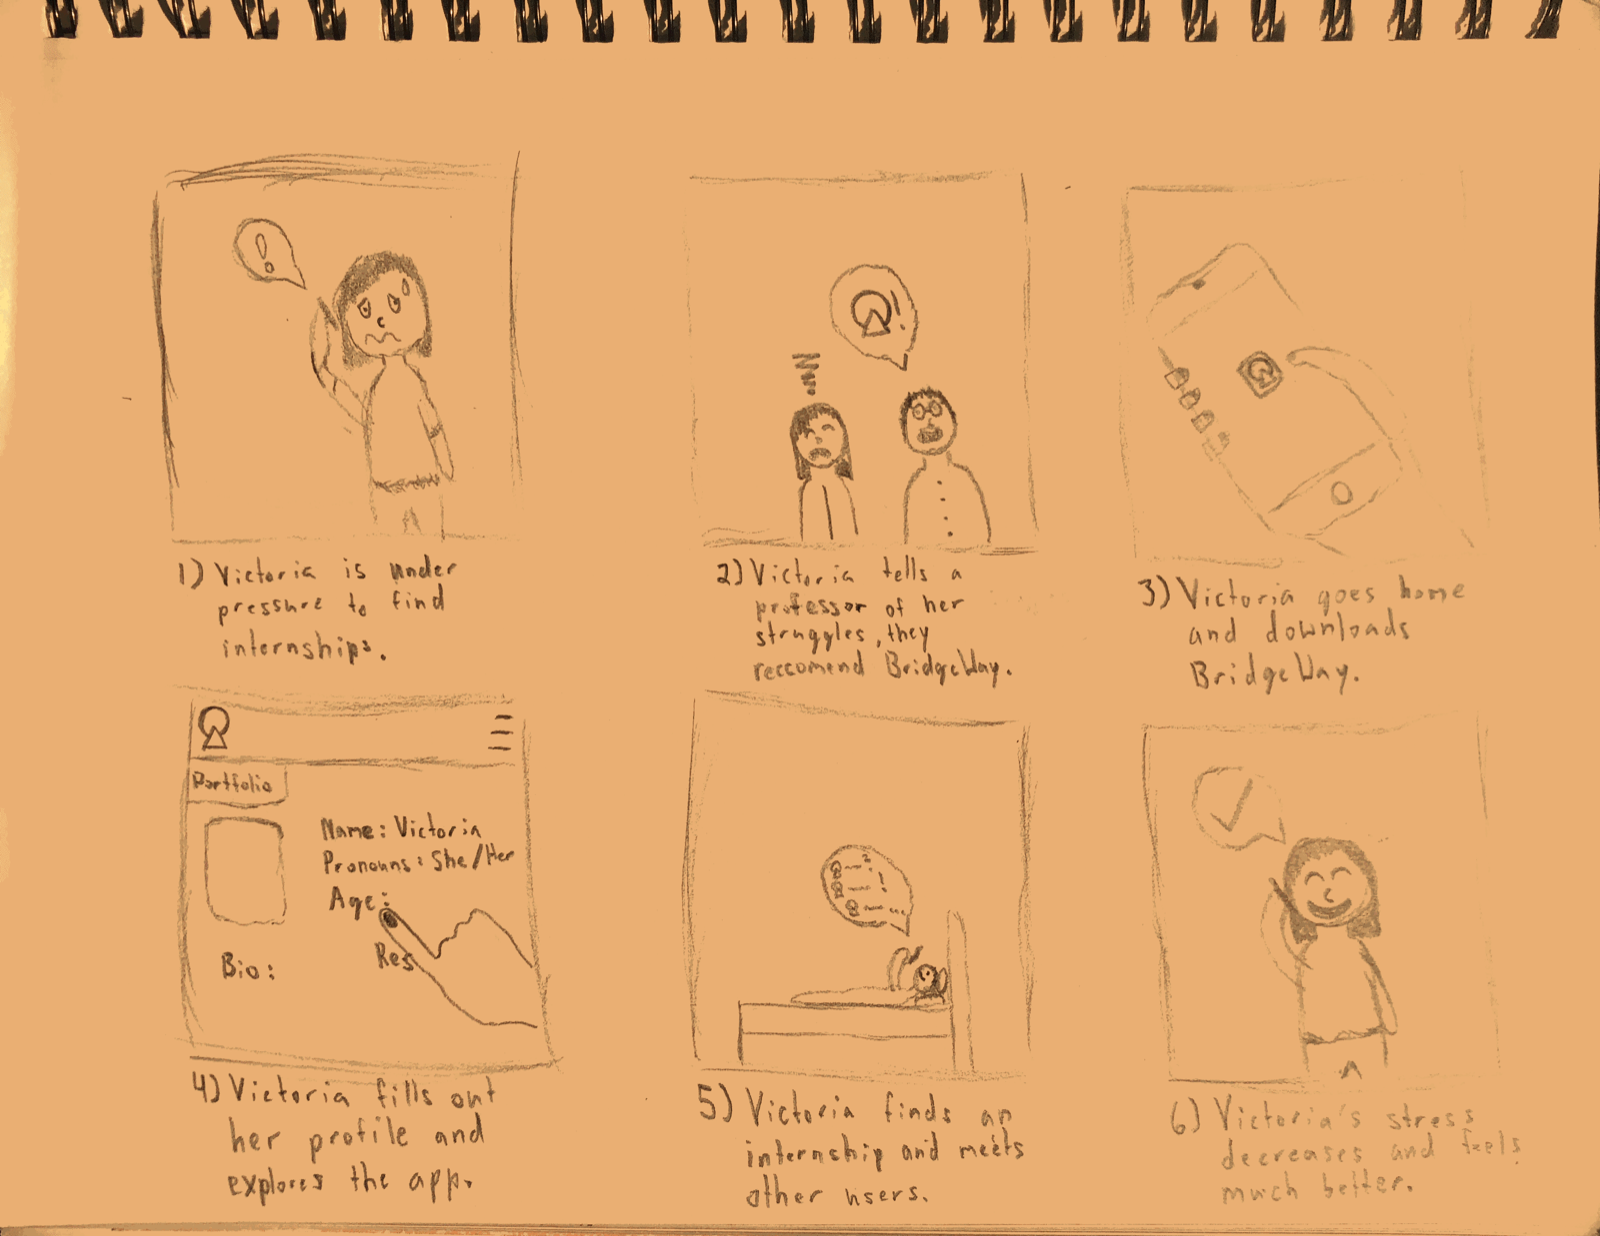 !
1) Victoria is under
pressure to find
internships.
!
2) Victoria tells a
professor of her
struggles, they
reccomend BridgeWay.
3) Victoria goes home
and downloads
BridgeWay.
Portfolio
Name: Victoria
Pronouns: She/Her
Age:
Res
Bio:
4) Victoria fills out
her profile and
explores the app.
5) Victoria finds an
internship and meets
other users.
6) Victoria's stress
decreases and feels
much better.